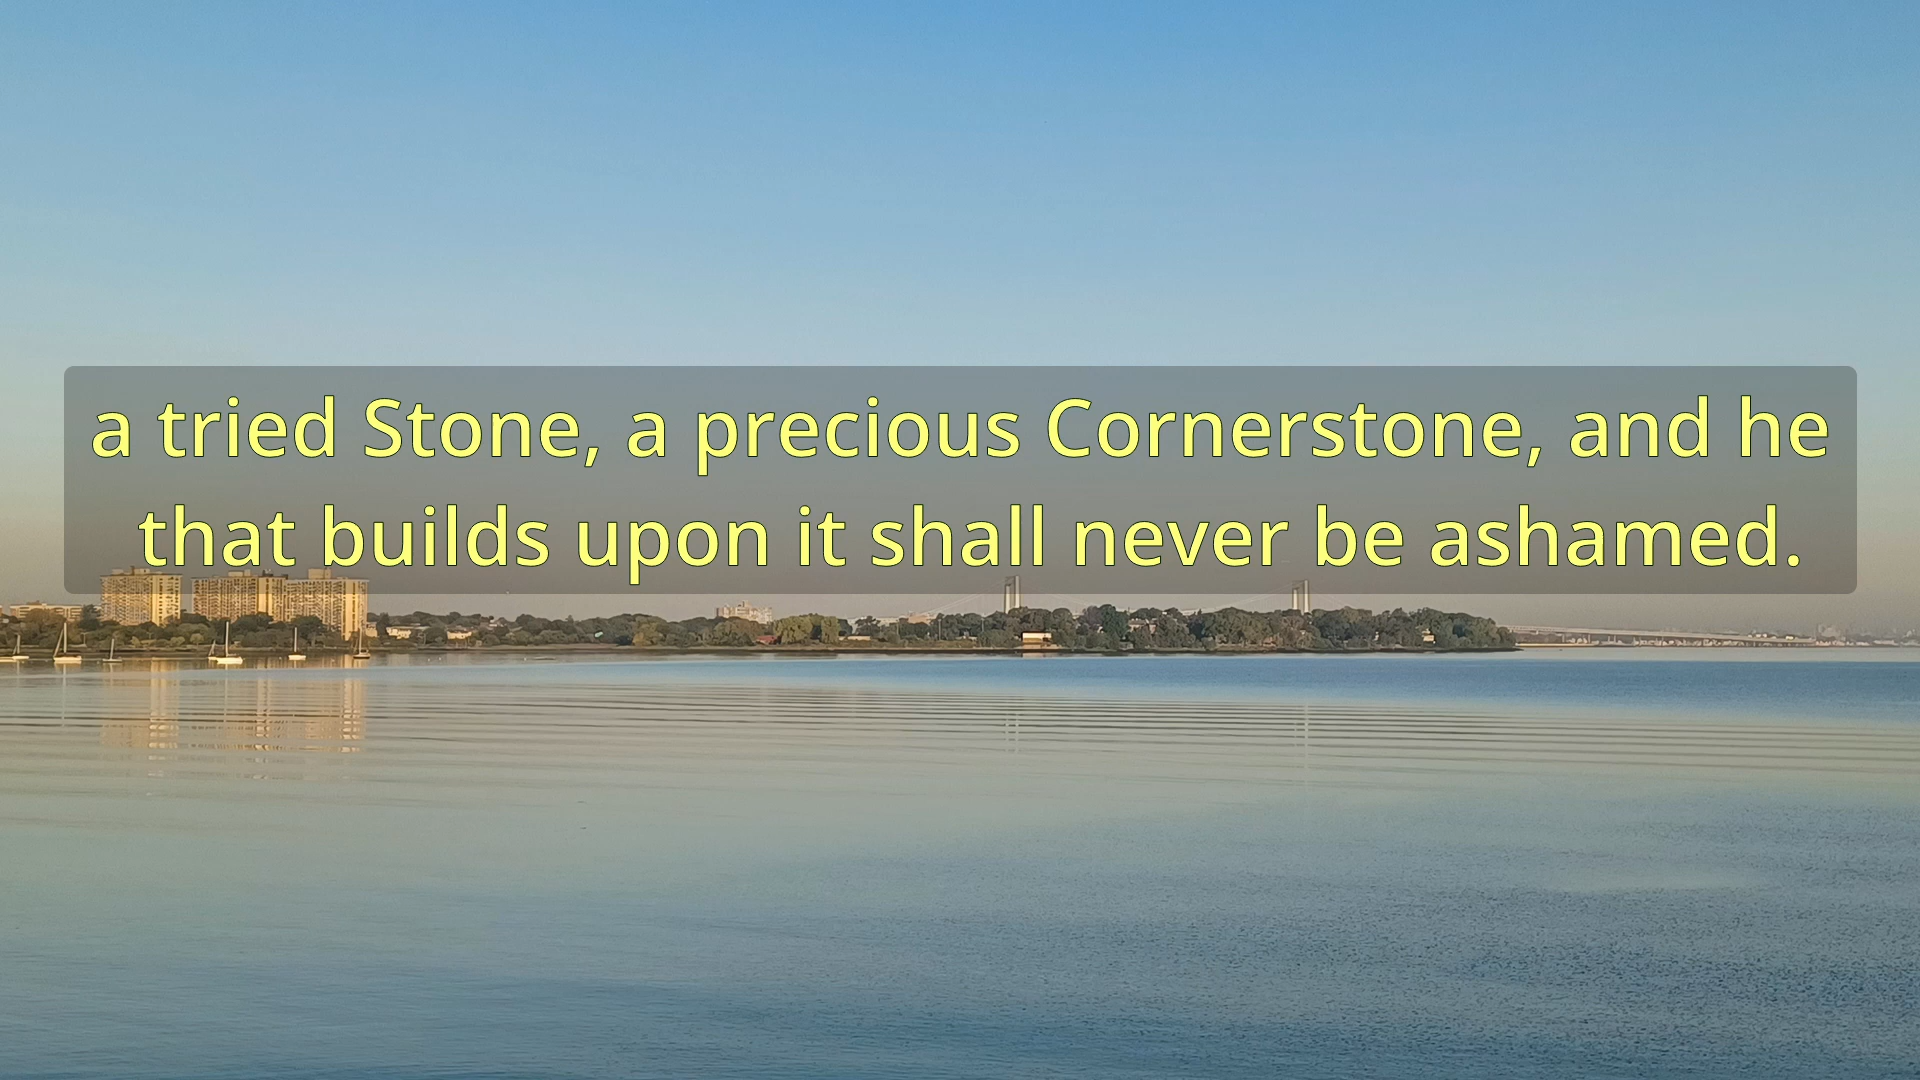 a tried Stone, a precious Cornerstone, and he
that builds upon it shall never be ashamed.